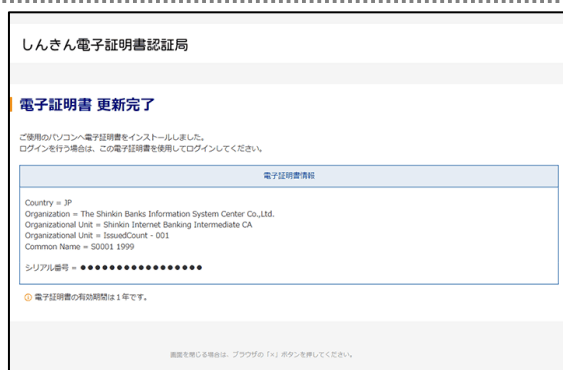 しんきん電子証明書認証局
電子証明書 更新完了
ご使用のパソコンへ電子証明書をインストールしました。
ログインを行う場合は、この電子証明書を使用してログインしてください。
電子証明書情報
Country = JP
Organization = The Shinkin Banks Information System Center Co.,Ltd.
Organizational Unit = Shinkin Internet Banking Intermediate CA
Organizational Unit = IssuedCount - 001
Common Name = S0001 1999
シリアル番号 = ●●●●●●●●●●●●●●●●●
電子証明書の有効期間は1年です。
画面を閉じる場合は、ブラウザの「×」ボタンを押してください。